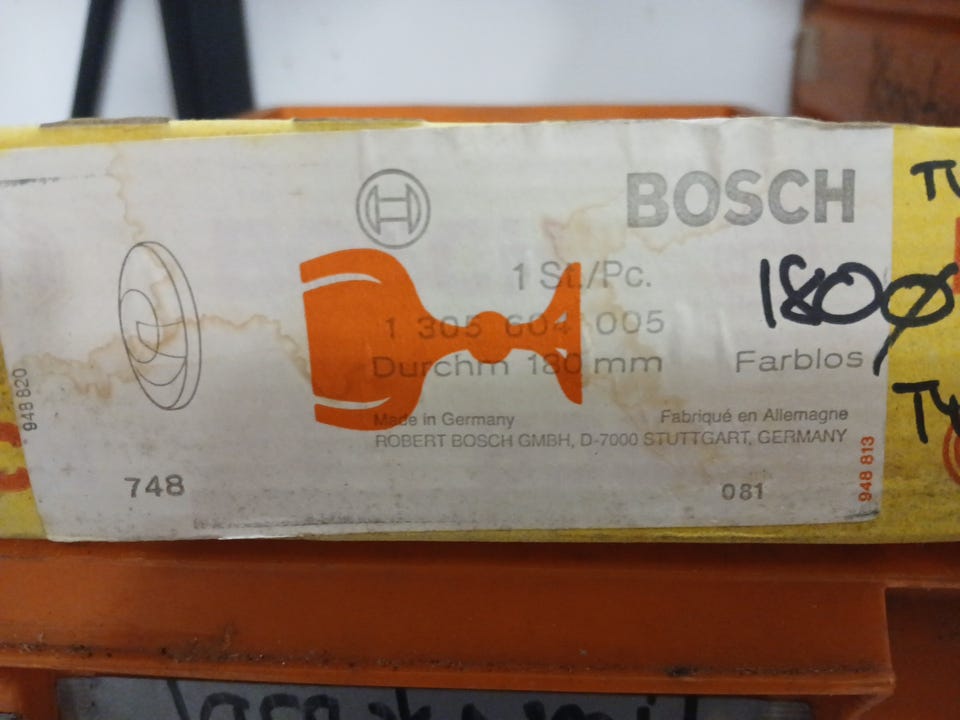 BOSCH
1 St./Pc.
1 305 604 005
Durchm 180 mm Farblos
180Ø
Made in Germany Fabriqué en Allemagne
ROBERT BOSCH GMBH, D-7000 STUTTGART, GERMANY
748 081
948 820
948 813